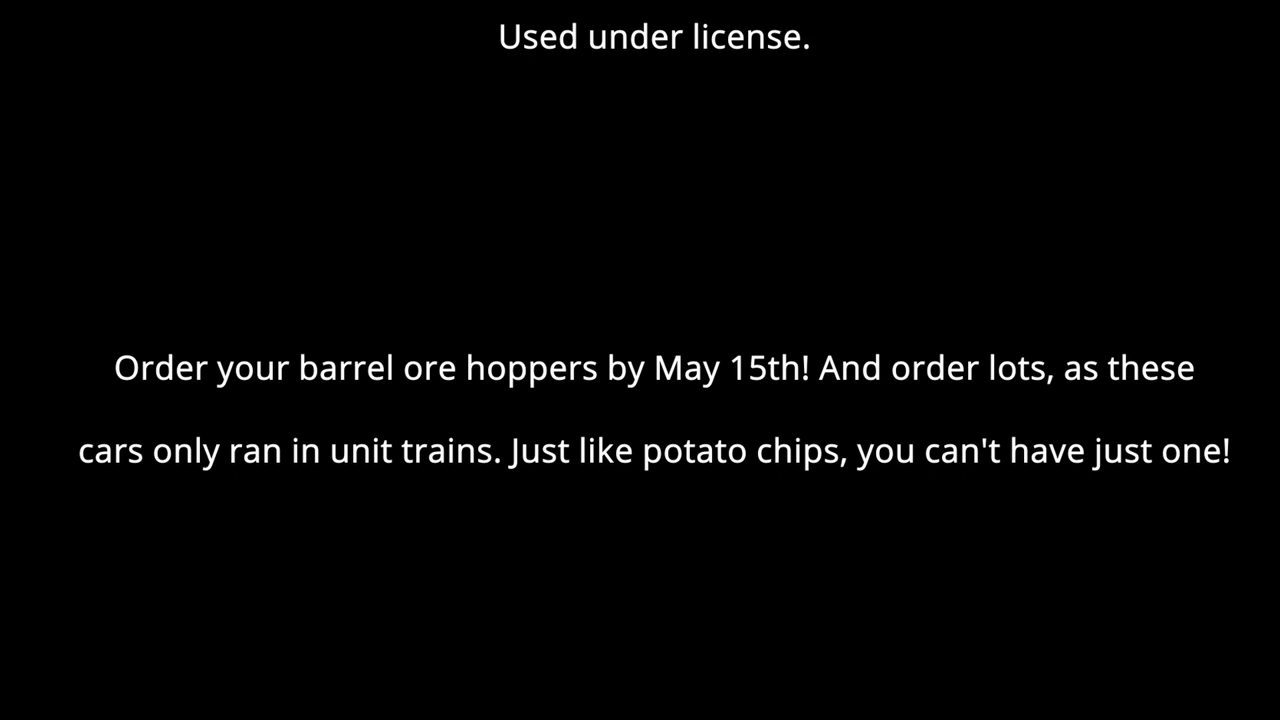 Used under license.
Order your barrel ore hoppers by May 15th! And order lots, as these
cars only ran in unit trains. Just like potato chips, you can't have just one!